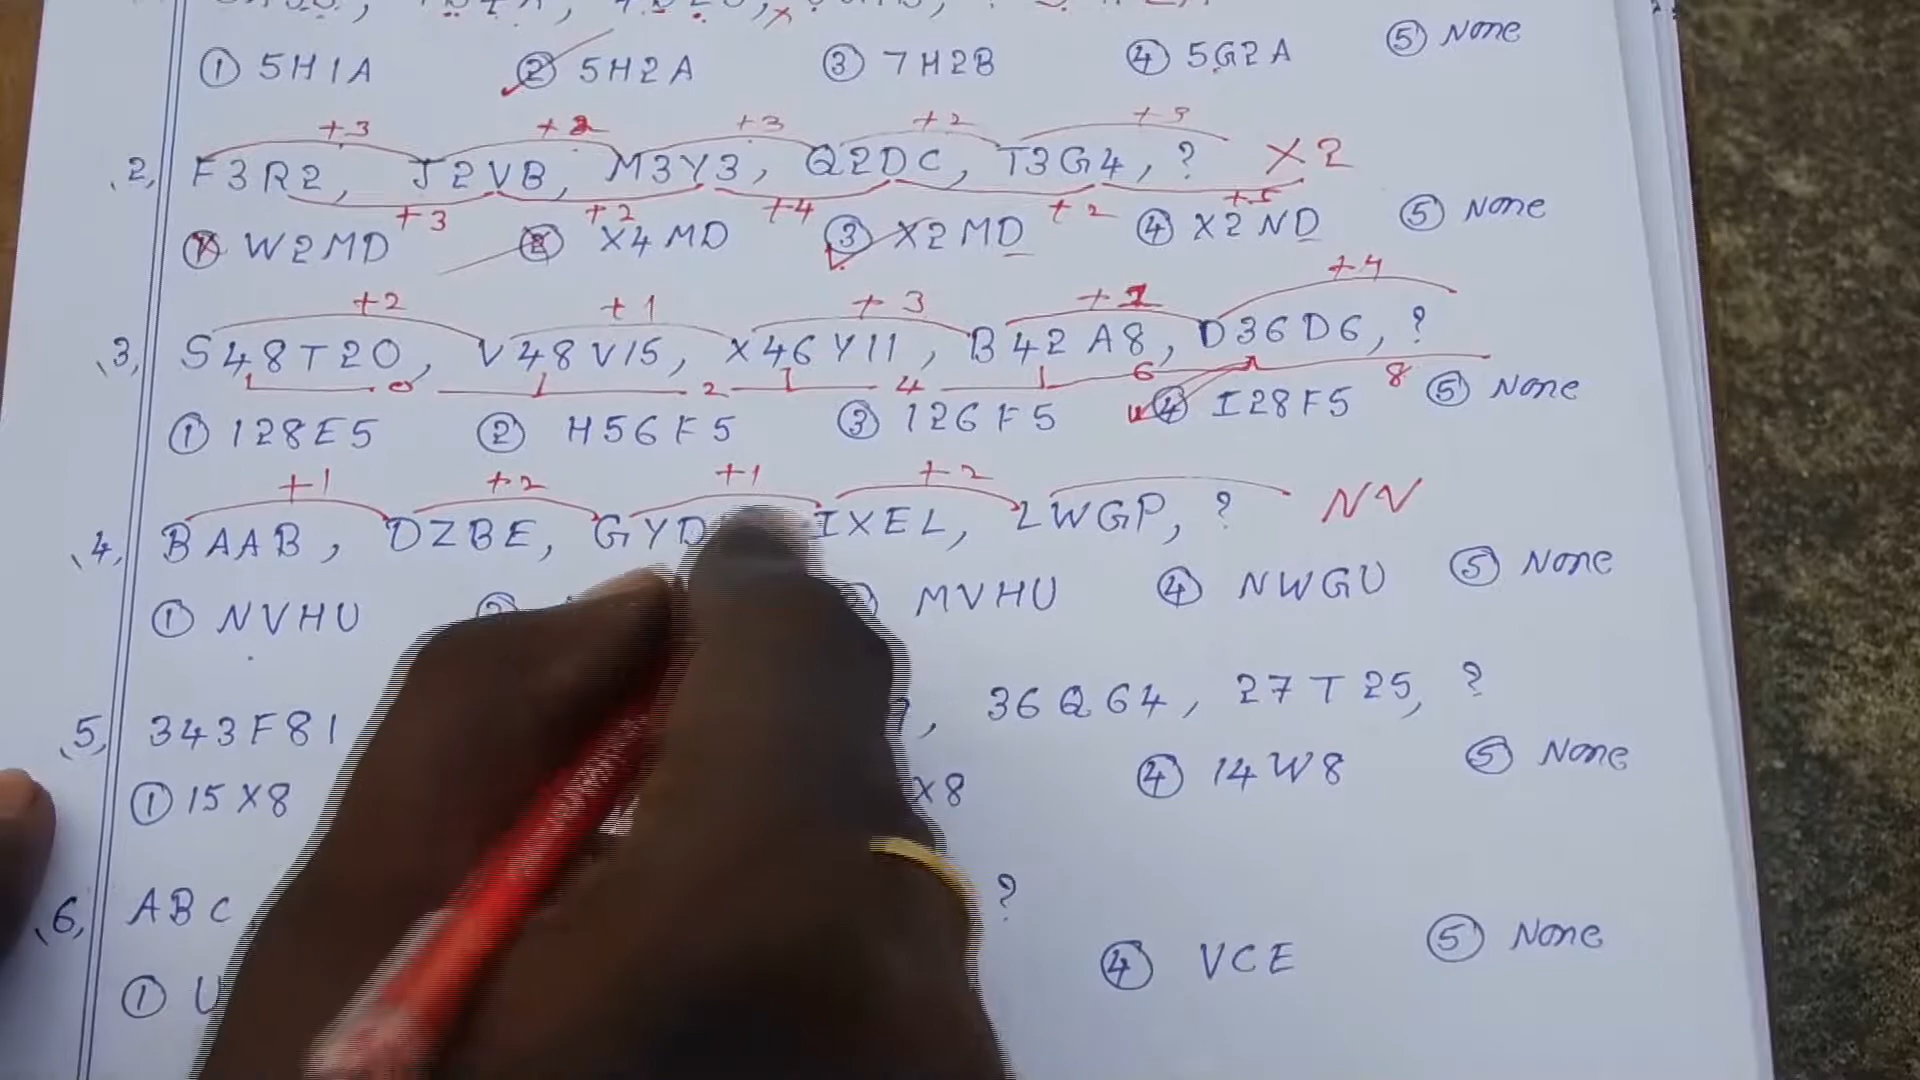 ① 5H1A ② 5H2A ③ 7H2B ④ 5G2A ⑤ None
+3 +2 +3 +2 +3
2, F3R2, J2VB, M3Y3, Q2DC, T3G4, ? X2
+3 +2 +4 +2 +5
① W2MD ② X4MD ③ X2MD ④ X2ND ⑤ None
+2 +1 +3 +1 +4
3, S48T20, V48V15, X46Y11, B42A8, D36D6, ?
0 2 4 6 8
① I28E5 ② H56F5 ③ I26F5 ④ I28F5 ⑤ None
+1 +2 +1 +2
4, BAAB, DZBE, GYD IXEL, LWGP, ? NV
① NVHU MVHU ④ NWGU ⑤ None
5, 343F81 , 36Q64, 27T25, ?
① 15X8 X8 ④ 14W8 ⑤ None
6, ABC ?
① U ④ VCE ⑤ None